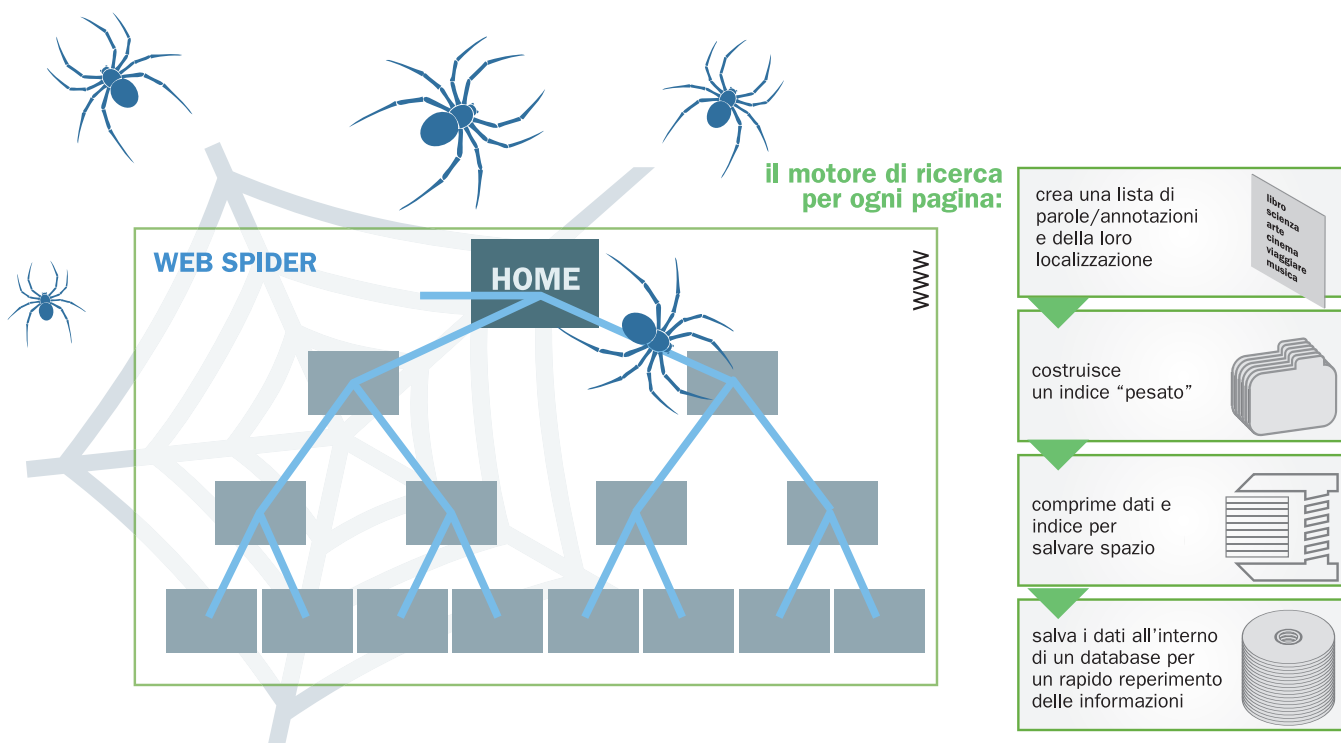 WEB SPIDER
HOME
WWW
il motore di ricerca
per ogni pagina:
crea una lista di
parole/annotazioni
e della loro
localizzazione
libro
scienza
arte
cinema
viaggiare
musica
costruisce
un indice “pesato”
comprime dati e
indice per
salvare spazio
salva i dati all’interno
di un database per
un rapido reperimento
delle informazioni